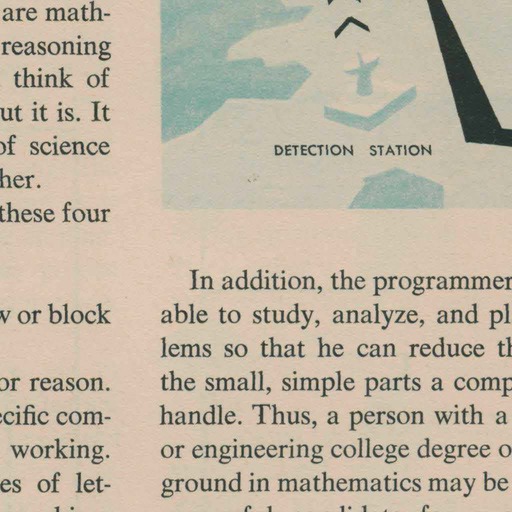 are math-
reasoning
think of
ut it is. It
of science
her.
these four
w or block
or reason.
ecific com-
working.
es of let-
DETECTION STATION
In addition, the programmer
able to study, analyze, and pl
lems so that he can reduce th
the small, simple parts a comp
handle. Thus, a person with a
or engineering college degree o
ground in mathematics may be